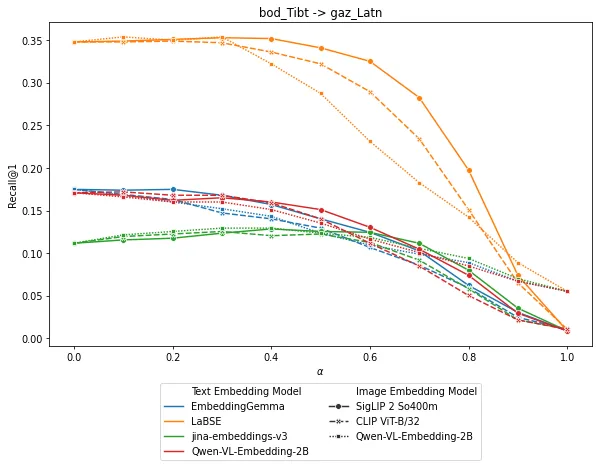 bod_Tibt -> gaz_Latn
0.35
0.30
0.25
0.20
0.15
0.10
0.05
0.00
Recall@1
0.0 0.2 0.4 0.6 0.8 1.0
α
Text Embedding Model
EmbeddingGemma
LaBSE
jina-embeddings-v3
Qwen-VL-Embedding-2B
Image Embedding Model
SigLIP 2 So400m
CLIP ViT-B/32
Qwen-VL-Embedding-2B